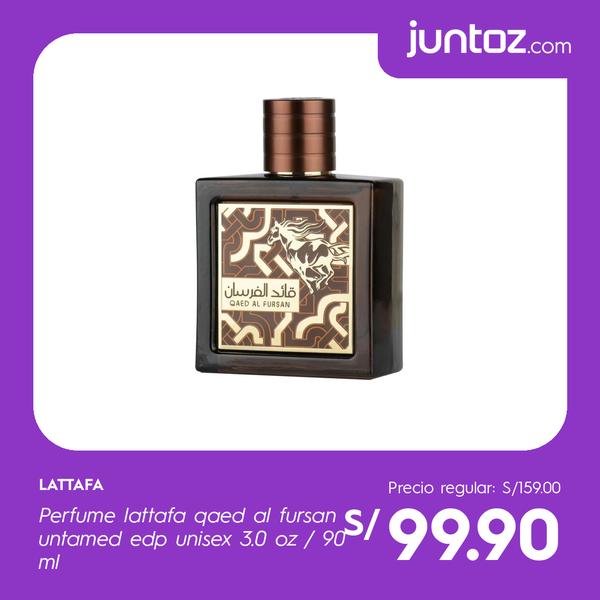 juntoz.com
قائد الفرسان
QAED AL FURSAN
LATTAFA
Perfume lattafa qaed al fursan
untamed edp unisex 3.0 oz / 90
ml
Precio regular: S/159.00
S/ 99.90